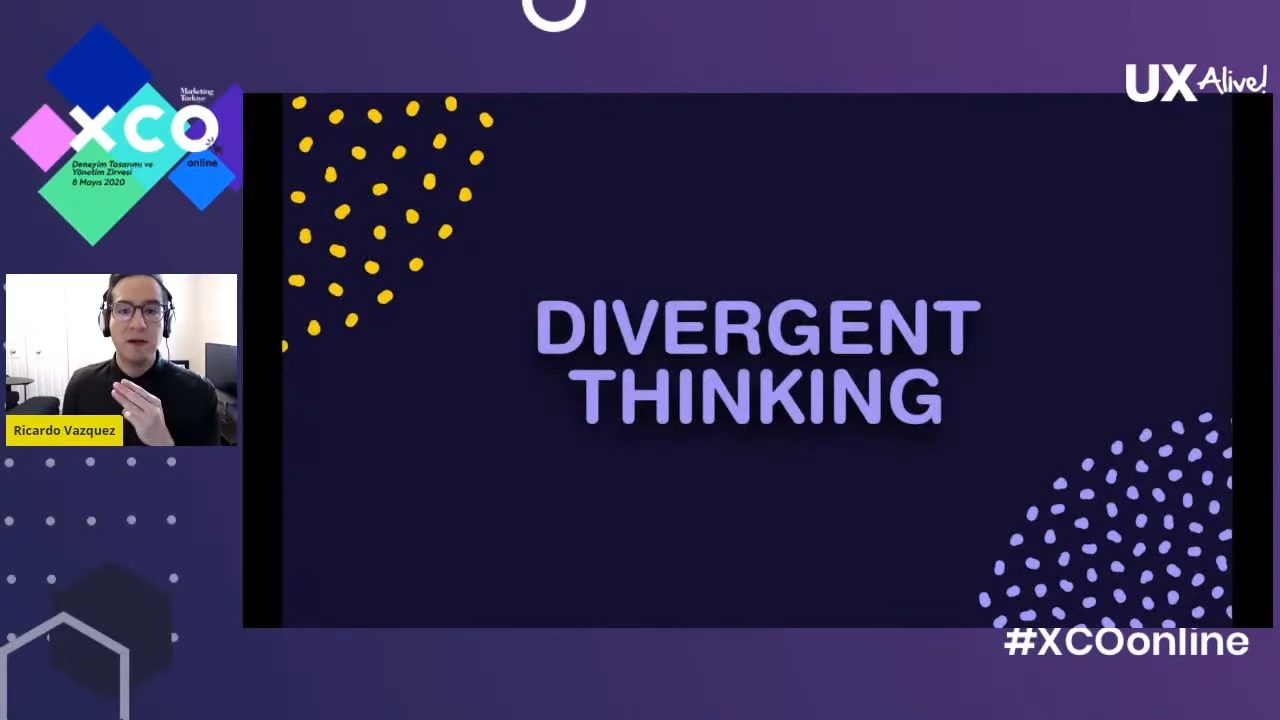 UX Alive!
Marketing
Türkiye
XCO
online
Deneyim Tasarımı ve
Yönetim Zirvesi
8 Mayıs 2020
DIVERGENT
THINKING
Ricardo Vazquez
#XCOonline